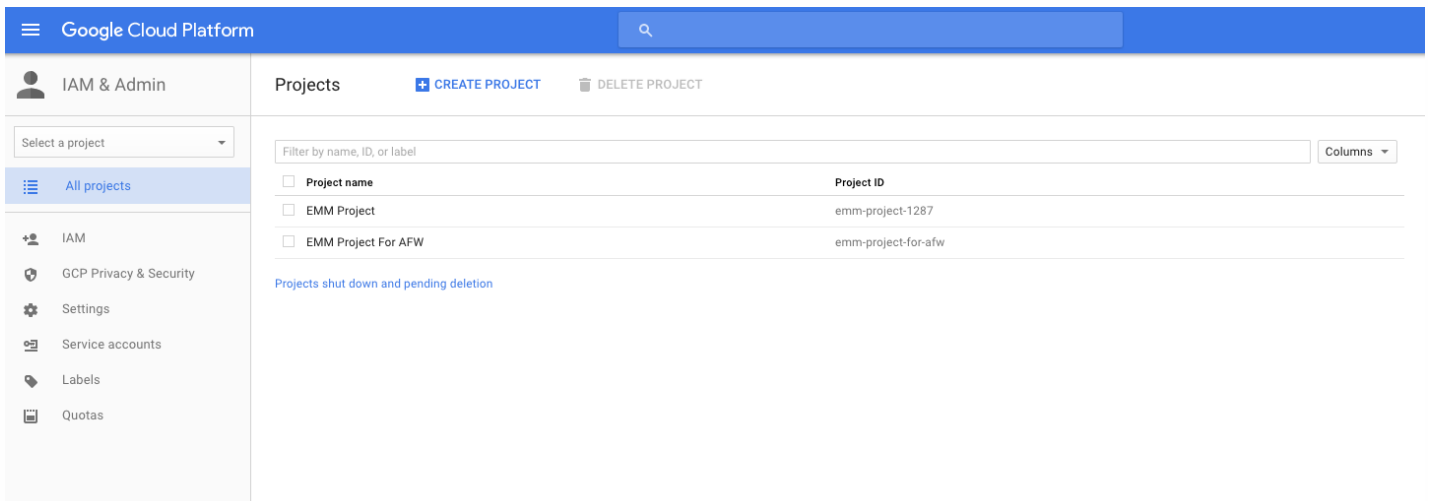 Google Cloud Platform
IAM & Admin
Projects
CREATE PROJECT
DELETE PROJECT
Select a project
All projects
IAM
GCP Privacy & Security
Settings
Service accounts
Labels
Quotas
Filter by name, ID, or label
Columns
Project name Project ID
EMM Project emm-project-1287
EMM Project For AFW emm-project-for-afw
Projects shut down and pending deletion